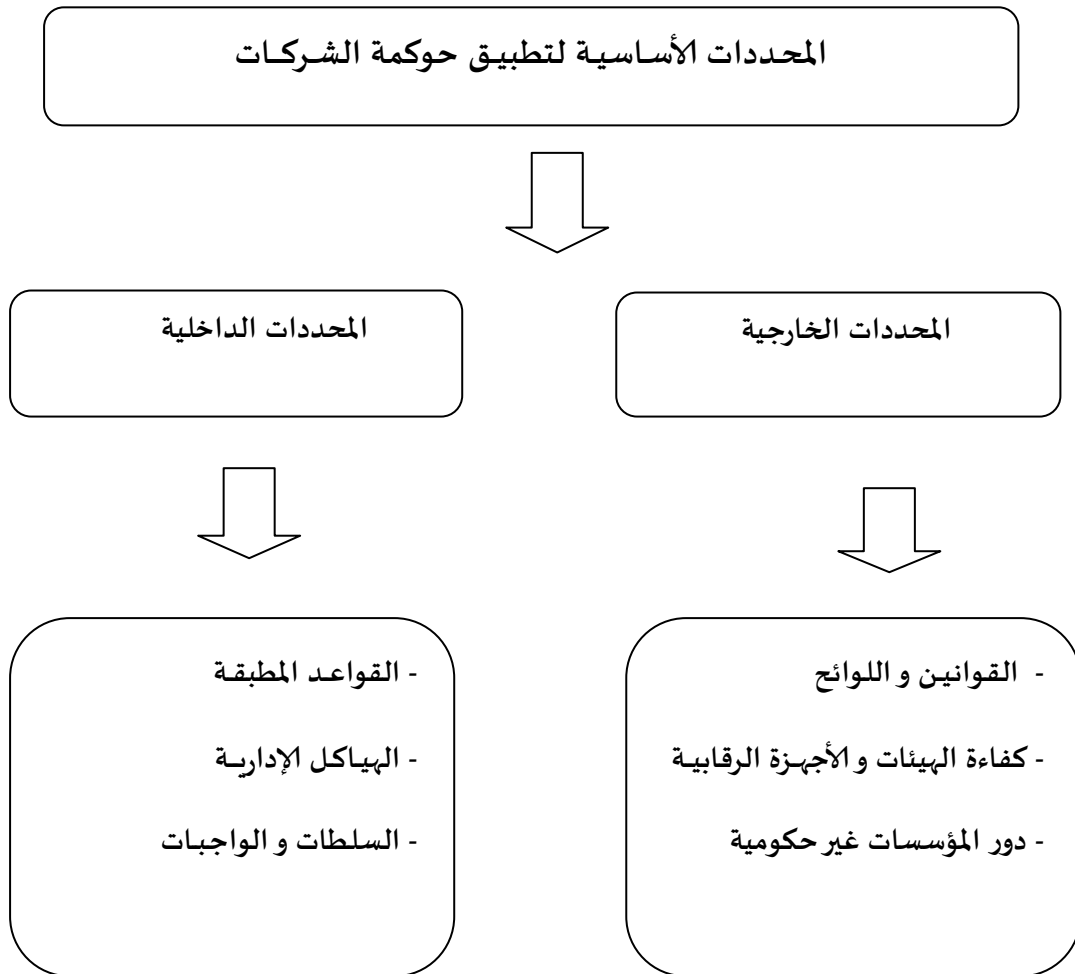 المحددات الأساسية لتطبيق حوكمة الشركات
المحددات الخارجية
المحددات الداخلية
- القوانين و اللوائح
- كفاءة الهيئات و الأجهزة الرقابية
- دور المؤسسات غير حكومية
- القواعد المطبقة
- الهياكل الإدارية
- السلطات و الواجبات